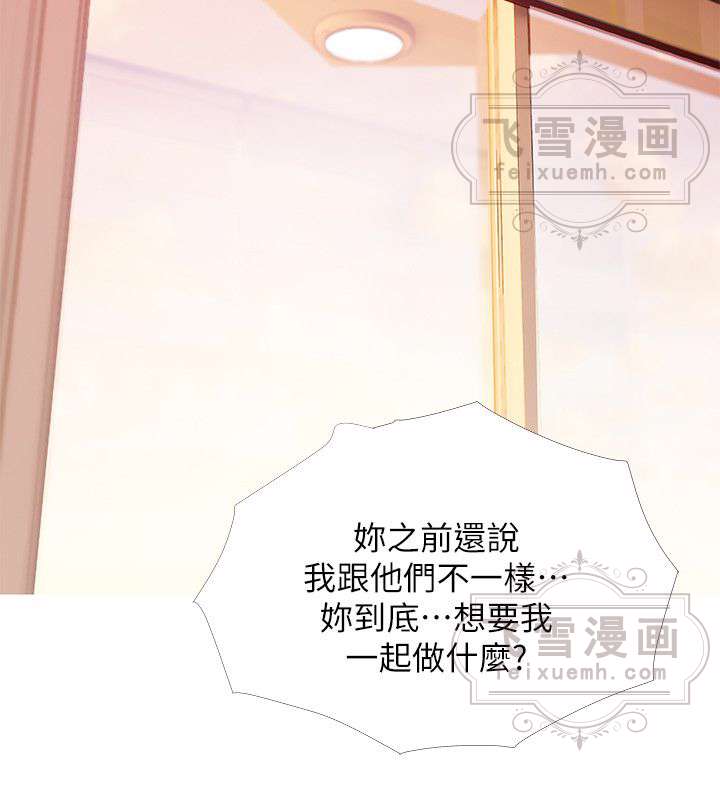 飞雪漫画
feixuemh.com
妳之前還說
我跟他們不一樣⋯
妳到底⋯想要我
一起做什麼?
飞雪漫画
feixuemh.com